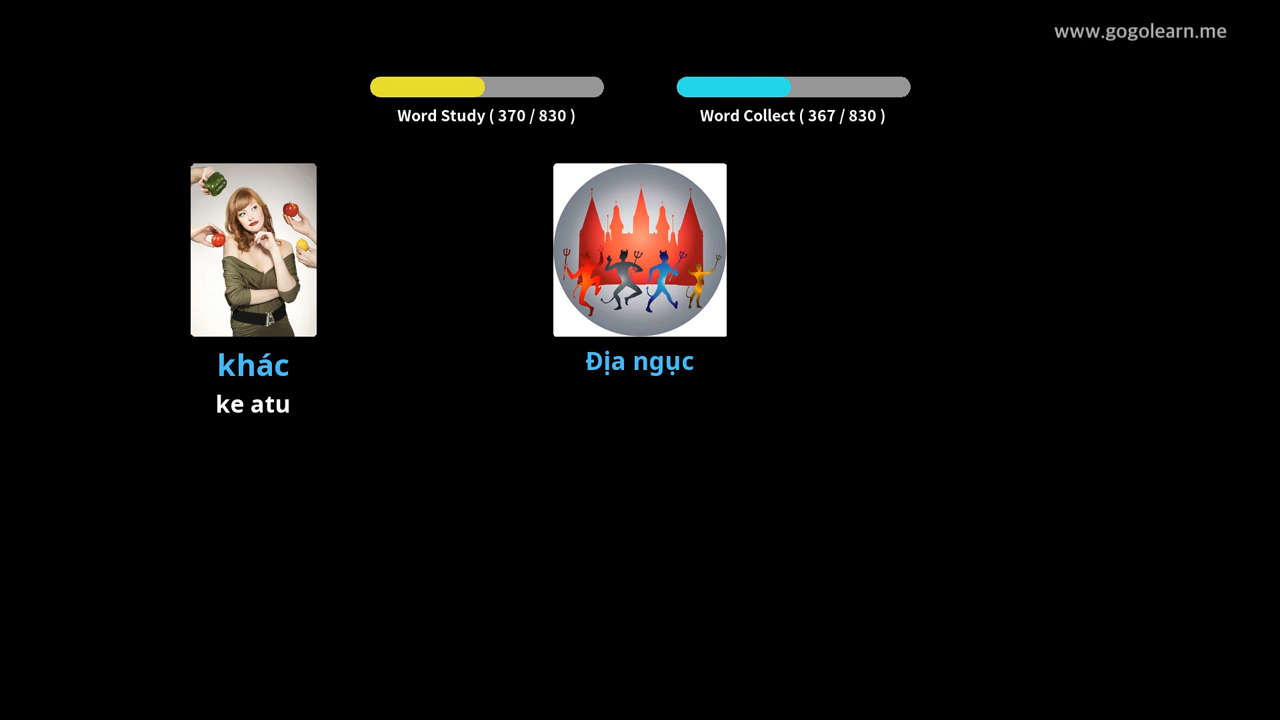 www.gogolearn.me
Word Study ( 370 / 830 )
Word Collect ( 367 / 830 )
khác
ke atu
Địa ngục